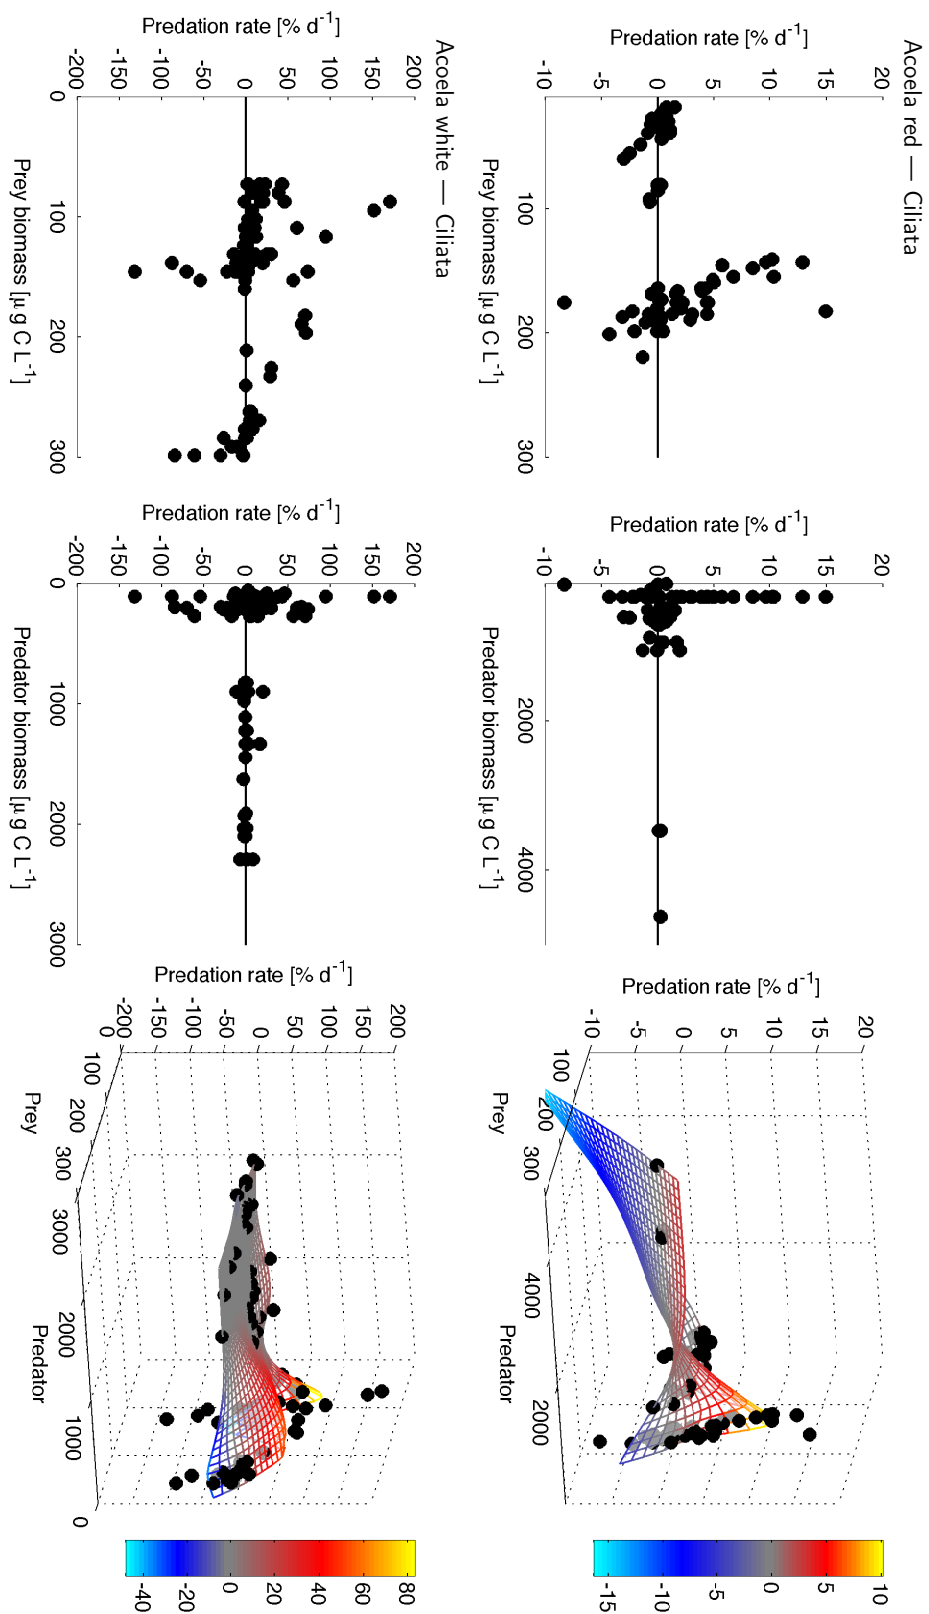 Acoela red — Ciliata
Predation rate [% d⁻¹]
20
15
10
5
0
-5
-10
100 200 300
Prey biomass [µ g C L⁻¹]
Predation rate [% d⁻¹]
20
15
10
5
0
-5
-10
2000 4000
Predator biomass [µ g C L⁻¹]
Predation rate [% d⁻¹]
20
15
10
5
0
-5
-10
100 200 300
Prey
4000 2000
Predator
10
5
0
-5
-10
-15
Acoela white — Ciliata
Predation rate [% d⁻¹]
200
150
100
50
0
-50
-100
-150
-200
0 100 200 300
Prey biomass [µ g C L⁻¹]
Predation rate [% d⁻¹]
200
150
100
50
0
-50
-100
-150
-200
0 1000 2000 3000
Predator biomass [µ g C L⁻¹]
Predation rate [% d⁻¹]
200
150
100
50
0
-50
-100
-150
-200
0 100 200 300
Prey
3000 2000 1000 0
Predator
80
60
40
20
0
-20
-40